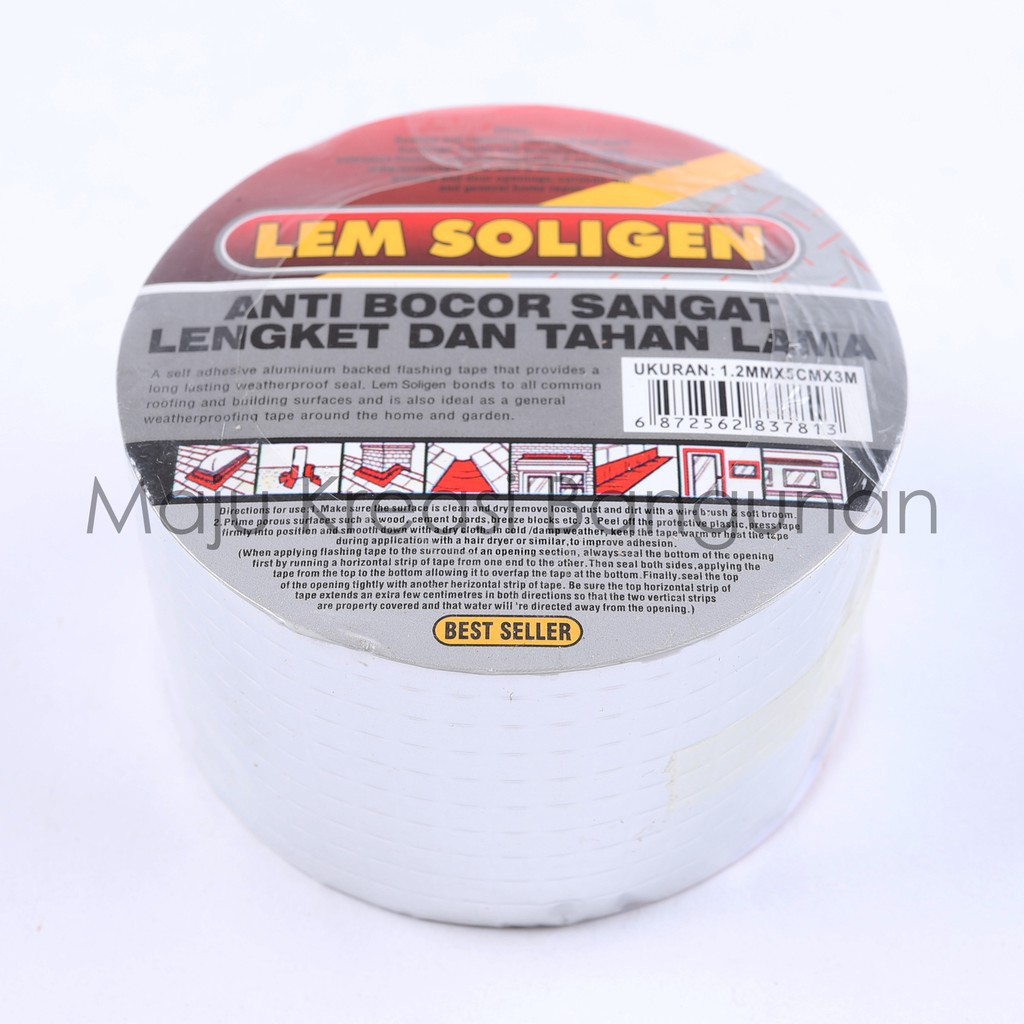 LEM SOLIGEN
ANTI BOCOR SANGAT
LENGKET DAN TAHAN LAMA
A self adhesive aluminium backed flashing tape that provides a
long lasting weatherproof seal. Lem Soligen bonds to all common
roofing and building surfaces and is also ideal as a general
weatherproofing tape around the home and garden.
UKURAN: 1.2MMX5CMX3M
6 872562 837813
Maju Kreasi Bangunan
Directions for use: 1. Make sure the surface is clean and dry remove loose dirt and dirt with a wire brush & soft broom.
2. Prime porous surfaces such as wood, cement boards, breeze blocks etc. 3. Peel off the protective plastic, press tape
firmly into position and smooth down with a dry cloth, in cold /damp weather, keep the tape warm or heat the tape
during application with a hair dryer or similar, to improve adhesion.
(When applying flashing tape to the surround of an opening section, always seal the bottom of the opening
first by running a horizontal strip of tape from one end to the other. Then seal both sides, applying the
tape from the top to the bottom allowing it to overfap the tape at the bottom. Finally. seal the top
of the opening tightly with another herizontal strip of tape. Be sure the top horizontal strip of
tape extends an extra few centimetres in both directions so that the two vertical strips
are property covered and that water will 're directed away from the opening.)
BEST SELLER